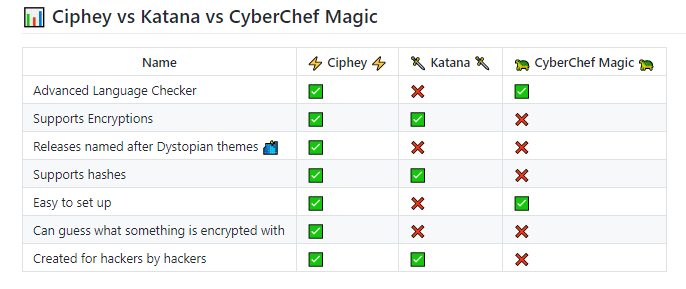 📊 Ciphey vs Katana vs CyberChef Magic
Name ⚡ Ciphey ⚡ 🗡 Katana 🗡 🐢 CyberChef Magic 🐢
Advanced Language Checker ✅ ❌ ✅
Supports Encryptions ✅ ✅ ❌
Releases named after Dystopian themes 🌃 ✅ ❌ ❌
Supports hashes ✅ ✅ ❌
Easy to set up ✅ ❌ ✅
Can guess what something is encrypted with ✅ ❌ ❌
Created for hackers by hackers ✅ ✅ ❌